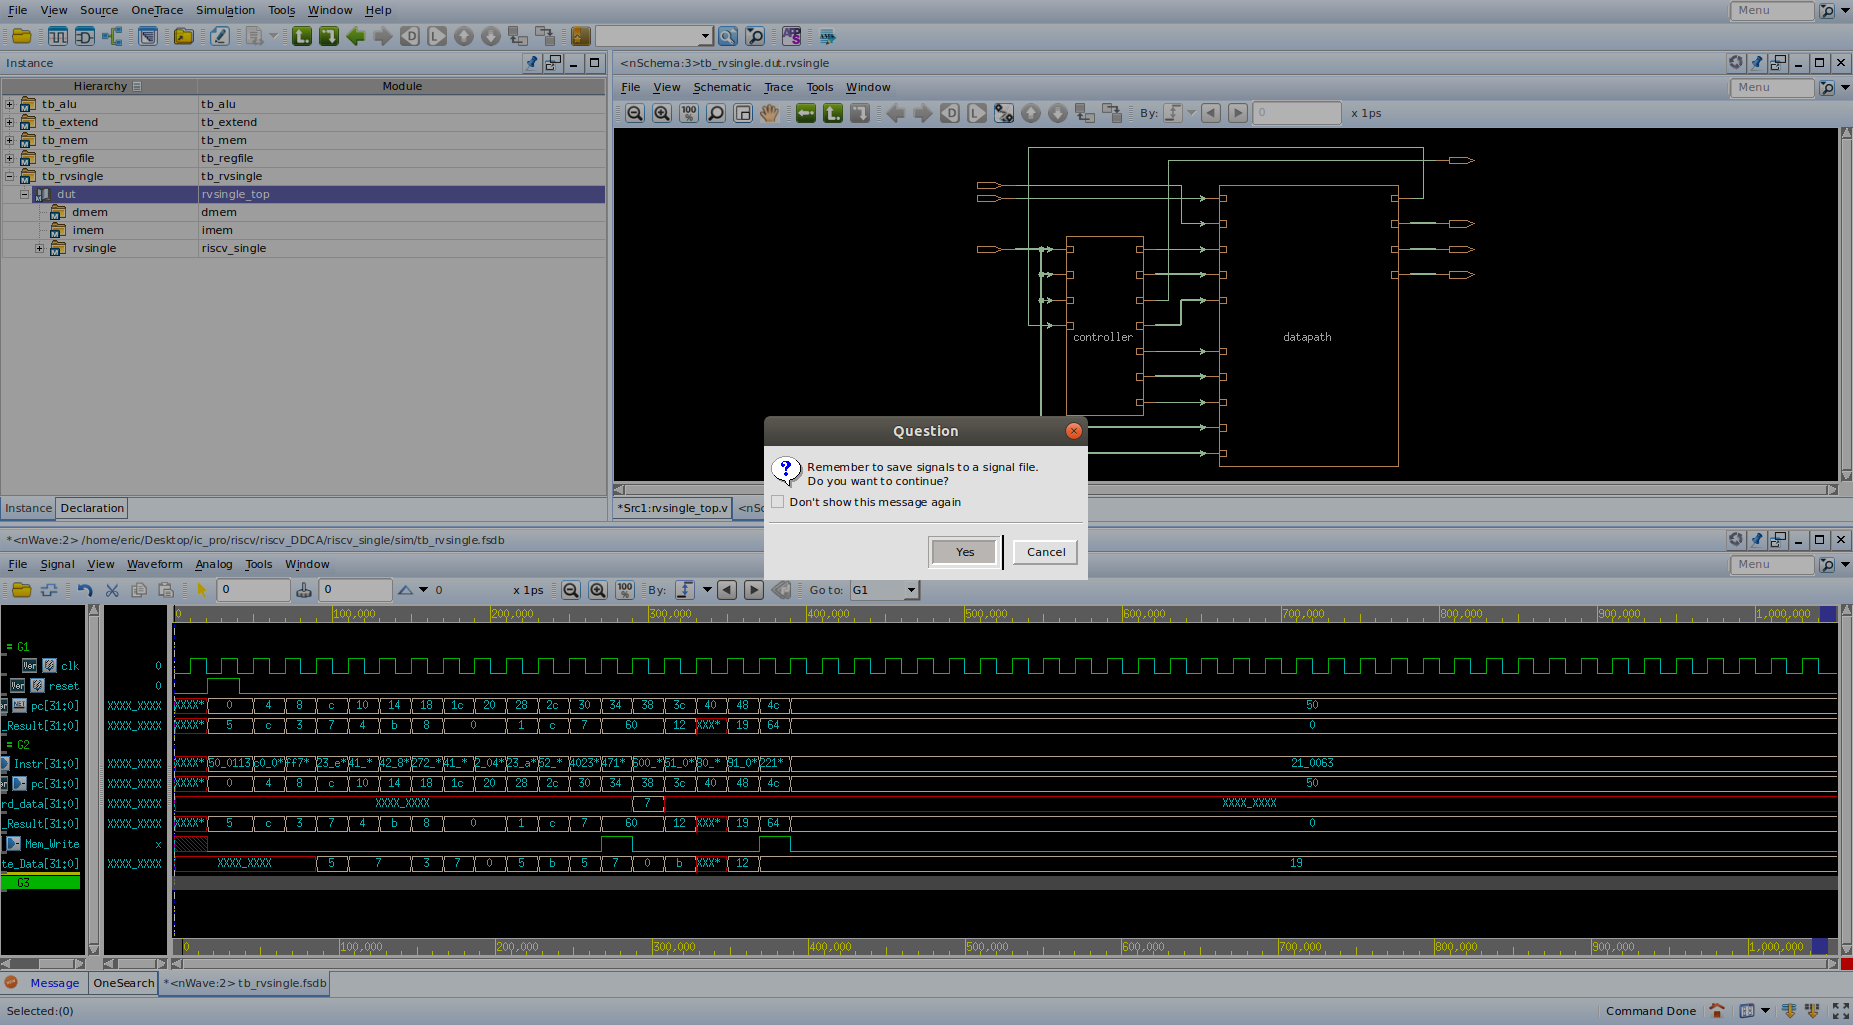 File View Source OneTrace Simulation Tools Window Help Menu
Instance
Hierarchy Module
tb_alu tb_alu
tb_extend tb_extend
tb_mem tb_mem
tb_regfile tb_regfile
tb_rvsingle tb_rvsingle
dut rvsingle_top
dmem dmem
imem imem
rvsingle riscv_single
Instance Declaration
<nSchema:3>tb_rvsingle.dut.rvsingle
File View Schematic Trace Tools Window Menu
100% By: 0 x 1ps
controller datapath
*Src1:rvsingle_top.v
Question
Remember to save signals to a signal file.
Do you want to continue?
Don't show this message again
Yes Cancel
*<nWave:2> /home/eric/Desktop/ic_pro/riscv/riscv_DDCA/riscv_single/sim/tb_rvsingle.fsdb
File Signal View Waveform Analog Tools Window Menu
0 0 0 x 1ps 100% By: Go to: G1
0 100,000 200,000 300,000 400,000 500,000 600,000 700,000 800,000 900,000 1,000,000
= G1
clk 0
reset 0
pc[31:0] XXXX_XXXX XXXX* 0 4 8 c 10 14 18 1c 20 28 2c 30 34 38 3c 40 48 4c 50
_Result[31:0] XXXX_XXXX XXXX* 5 c 3 7 4 b 8 0 1 c 7 60 12 XXX* 19 64 0
= G2
Instr[31:0] XXXX_XXXX XXXX* 50_0113 c0_0* ff7* 23_e* 41_* 42_8* 272_* 41_* 2_04* 23_a* 62_* 4023* 471* 600_* 51_0* 80_* 91_0* 221* 21_0063
pc[31:0] XXXX_XXXX XXXX* 0 4 8 c 10 14 18 1c 20 28 2c 30 34 38 3c 40 48 4c 50
rd_data[31:0] XXXX_XXXX XXXX_XXXX 7 XXXX_XXXX
_Result[31:0] XXXX_XXXX XXXX* 5 c 3 7 4 b 8 0 1 c 7 60 12 XXX* 19 64 0
Mem_Write x
te_Data[31:0] XXXX_XXXX XXXX_XXXX 5 7 3 7 0 5 b 5 7 0 b XXX* 12 19
G3
0 100,000 200,000 300,000 400,000 500,000 600,000 700,000 800,000 900,000 1,000,000
Message OneSearch *<nWave:2> tb_rvsingle.fsdb
Selected:(0) Command Done